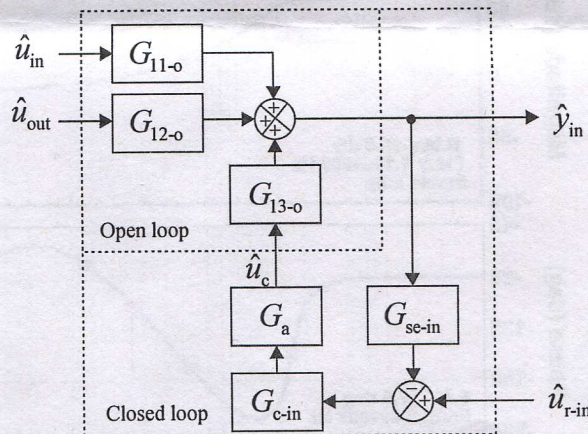 û_in
G_11-o
û_out
G_12-o
+
+
+
ŷ_in
G_13-o
Open loop
û_c
G_a
G_se-in
−
+
G_c-in
û_r-in
Closed loop